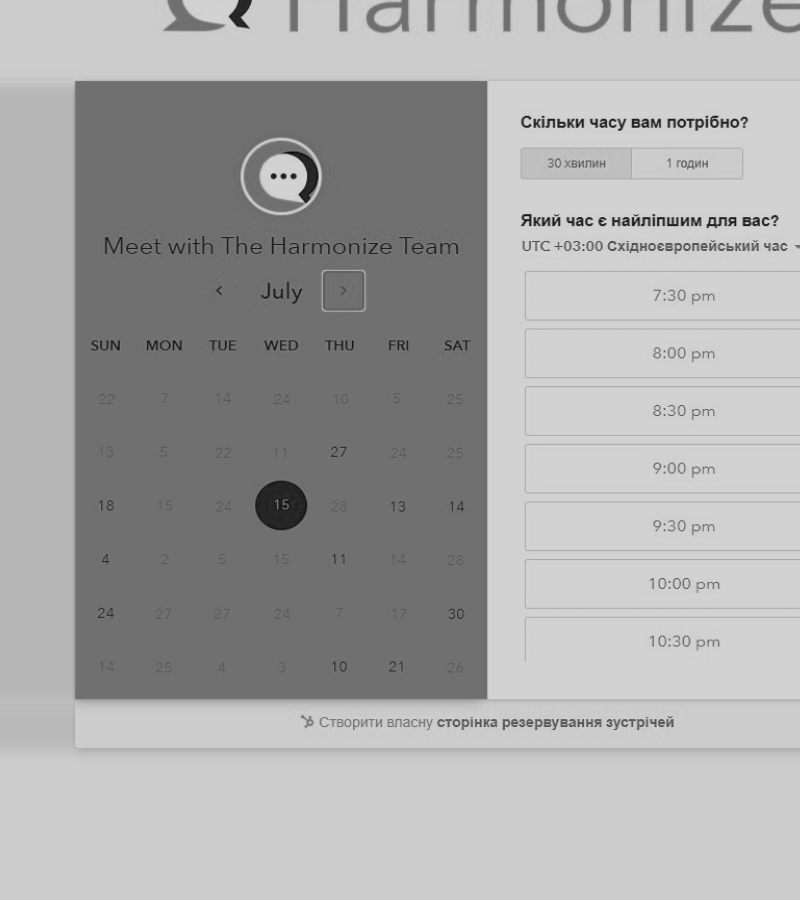 Harmonize
Meet with The Harmonize Team
July
SUN MON TUE WED THU FRI SAT
22 7 14 24 10 5 25
13 5 22 11 27 24 25
18 15 24 15 28 13 14
4 2 5 15 11 14 28
24 27 27 24 7 17 30
14 25 4 3 10 21 26
Скільки часу вам потрібно?
30 хвилин 1 годин
Який час є найліпшим для вас?
UTC +03:00 Східноєвропейський час
7:30 pm
8:00 pm
8:30 pm
9:00 pm
9:30 pm
10:00 pm
10:30 pm
Створити власну сторінка резервування зустрічей